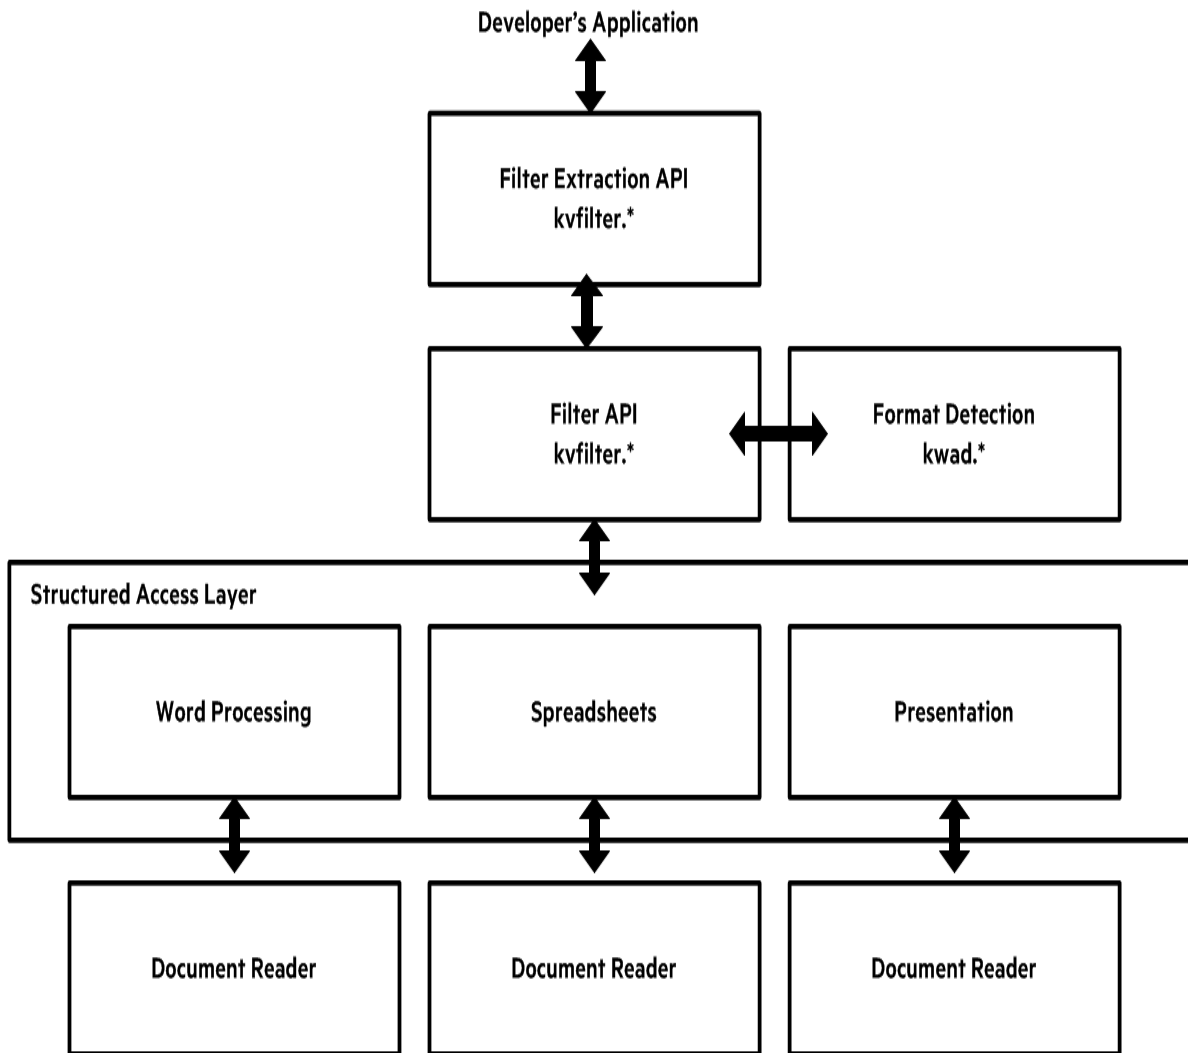 Developer’s Application
Filter Extraction API
kvfilter.*
Filter API
kvfilter.*
Format Detection
kwad.*
Structured Access Layer
Word Processing
Spreadsheets
Presentation
Document Reader
Document Reader
Document Reader